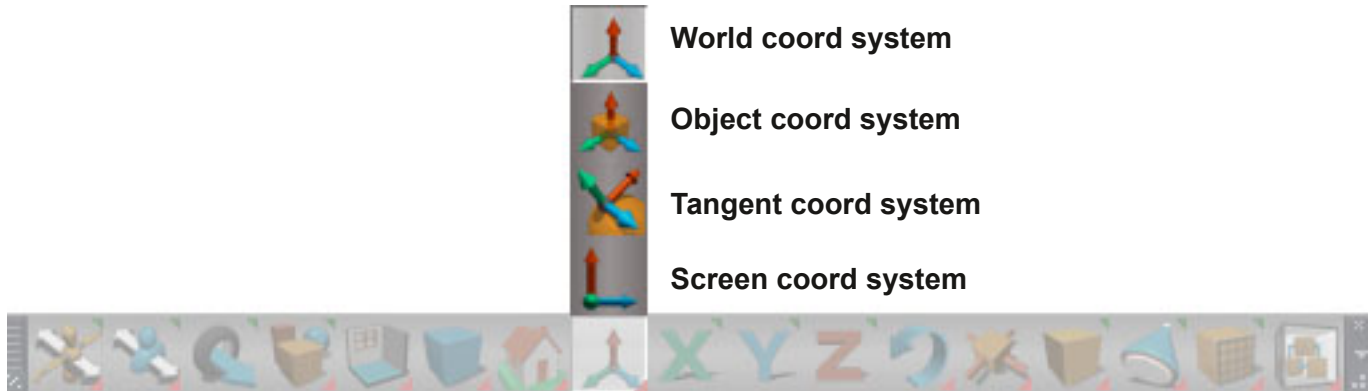 World coord system
Object coord system
Tangent coord system
Screen coord system
X Y Z